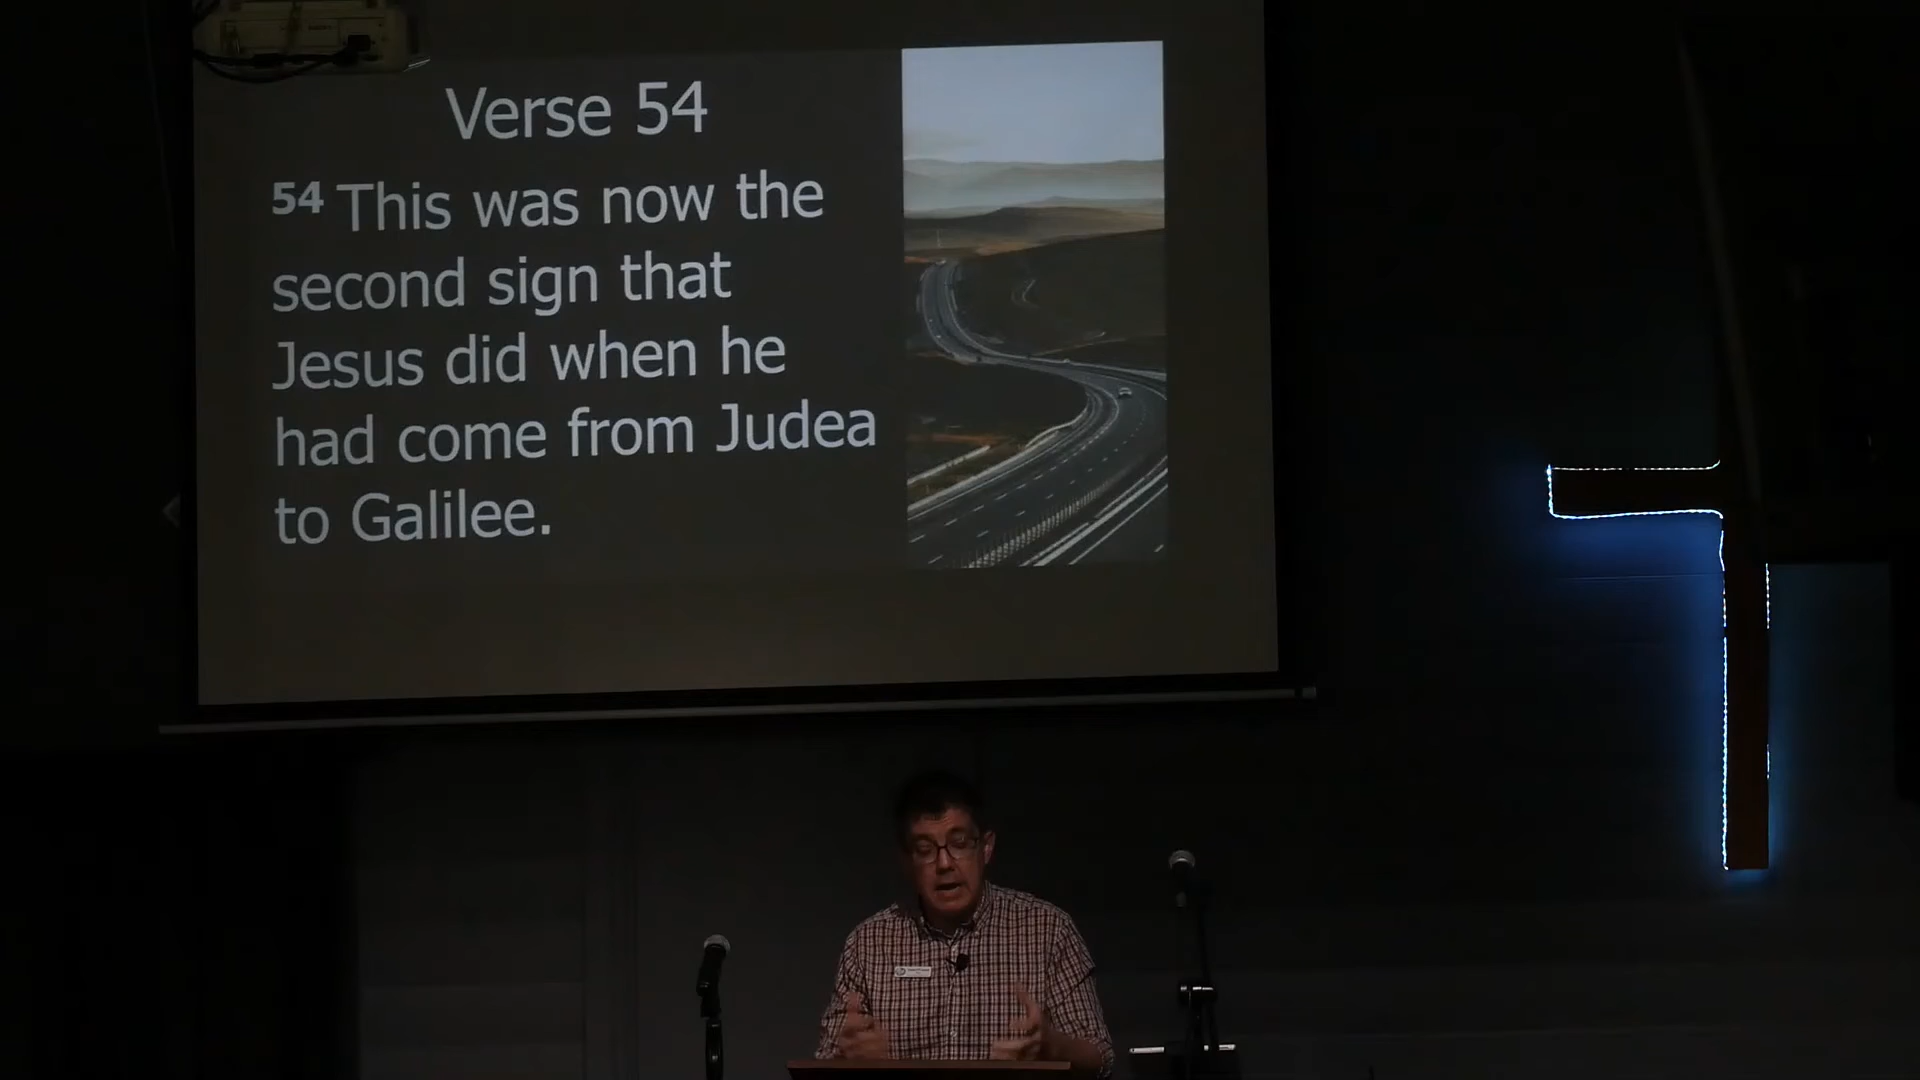 Verse 54
54 This was now the
second sign that
Jesus did when he
had come from Judea
to Galilee.